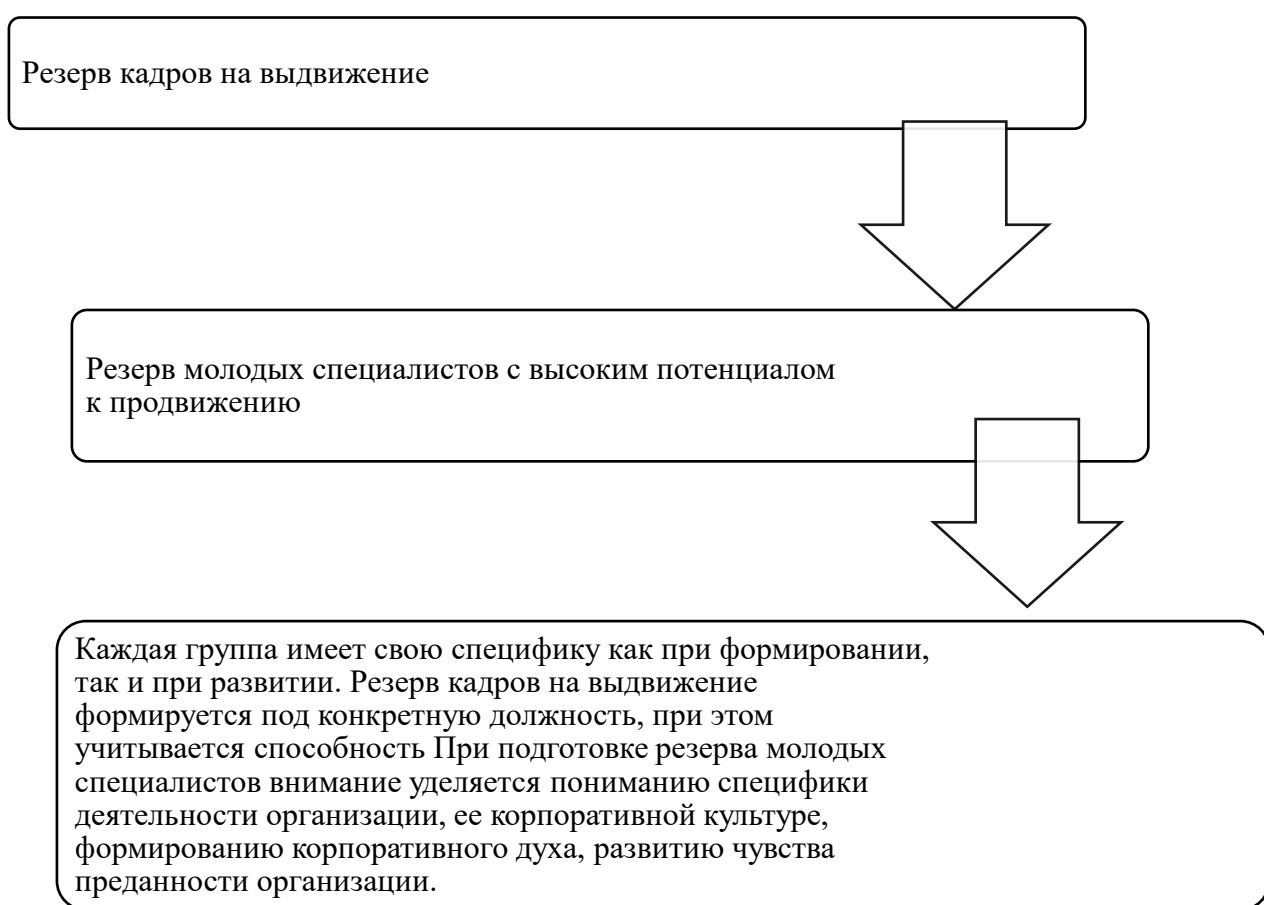 Резерв кадров на выдвижение
Резерв молодых специалистов с высоким потенциалом
к продвижению
Каждая группа имеет свою специфику как при формировании,
так и при развитии. Резерв кадров на выдвижение
формируется под конкретную должность, при этом
учитывается способность При подготовке резерва молодых
специалистов внимание уделяется пониманию специфики
деятельности организации, ее корпоративной культуре,
формированию корпоративного духа, развитию чувства
преданности организации.